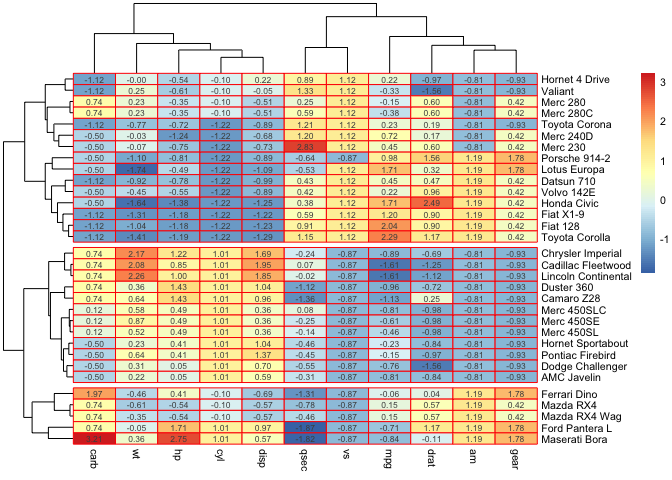 -1.12 -0.00 -0.54 -0.10 0.22 0.89 1.12 0.22 -0.97 -0.81 -0.93 Hornet 4 Drive
-1.12 0.25 -0.61 -0.10 -0.05 1.33 1.12 -0.33 -1.56 -0.81 -0.93 Valiant
0.74 0.23 -0.35 -0.10 -0.51 0.25 1.12 -0.15 0.60 -0.81 0.42 Merc 280
0.74 0.23 -0.35 -0.10 -0.51 0.59 1.12 -0.38 0.60 -0.81 0.42 Merc 280C
-1.12 -0.77 -0.73 -1.22 -0.89 1.21 1.12 0.23 0.19 -0.81 -0.93 Toyota Corona
-0.50 -0.03 -1.24 -1.22 -0.68 1.20 1.12 0.72 0.17 -0.81 0.42 Merc 240D
-0.50 -0.07 -0.75 -1.22 -0.73 2.83 1.12 0.45 0.60 -0.81 0.42 Merc 230
-0.50 -1.10 -0.81 -1.22 -0.89 -0.64 -0.87 0.98 1.56 1.19 1.78 Porsche 914-2
-0.50 -1.74 -0.49 -1.22 -1.09 -0.53 1.12 1.71 0.32 1.19 1.78 Lotus Europa
-1.12 -0.92 -0.78 -1.22 -0.99 0.43 1.12 0.45 0.47 1.19 0.42 Datsun 710
-0.50 -0.45 -0.55 -1.22 -0.89 0.42 1.12 0.22 0.96 1.19 0.42 Volvo 142E
-0.50 -1.64 -1.38 -1.22 -1.25 0.38 1.12 1.71 2.49 1.19 0.42 Honda Civic
-1.12 -1.31 -1.18 -1.22 -1.22 0.59 1.12 1.20 0.90 1.19 0.42 Fiat X1-9
-1.12 -1.04 -1.18 -1.22 -1.23 0.91 1.12 2.04 0.90 1.19 0.42 Fiat 128
-1.12 -1.41 -1.19 -1.22 -1.29 1.15 1.12 2.29 1.17 1.19 0.42 Toyota Corolla
0.74 2.17 1.22 1.01 1.69 -0.24 -0.87 -0.89 -0.69 -0.81 -0.93 Chrysler Imperial
0.74 2.08 0.85 1.01 1.95 0.07 -0.87 -1.61 -1.25 -0.81 -0.93 Cadillac Fleetwood
0.74 2.26 1.00 1.01 1.85 -0.02 -0.87 -1.61 -1.12 -0.81 -0.93 Lincoln Continental
0.74 0.36 1.43 1.01 1.04 -1.12 -0.87 -0.96 -0.72 -0.81 -0.93 Duster 360
0.74 0.64 1.43 1.01 0.96 -1.36 -0.87 -1.13 0.25 -0.81 -0.93 Camaro Z28
0.12 0.58 0.49 1.01 0.36 0.08 -0.87 -0.81 -0.98 -0.81 -0.93 Merc 450SLC
0.12 0.87 0.49 1.01 0.36 -0.25 -0.87 -0.61 -0.98 -0.81 -0.93 Merc 450SE
0.12 0.52 0.49 1.01 0.36 -0.14 -0.87 -0.46 -0.98 -0.81 -0.93 Merc 450SL
-0.50 0.23 0.41 1.01 1.04 -0.46 -0.87 -0.23 -0.84 -0.81 -0.93 Hornet Sportabout
-0.50 0.64 0.41 1.01 1.37 -0.45 -0.87 -0.15 -0.97 -0.81 -0.93 Pontiac Firebird
-0.50 0.31 0.05 1.01 0.70 -0.55 -0.87 -0.76 -1.56 -0.81 -0.93 Dodge Challenger
-0.50 0.22 0.05 1.01 0.59 -0.31 -0.87 -0.81 -0.84 -0.81 -0.93 AMC Javelin
1.97 -0.46 0.41 -0.10 -0.69 -1.31 -0.87 -0.06 0.04 1.19 1.78 Ferrari Dino
0.74 -0.61 -0.54 -0.10 -0.57 -0.78 -0.87 0.15 0.57 1.19 0.42 Mazda RX4
0.74 -0.35 -0.54 -0.10 -0.57 -0.46 -0.87 0.15 0.57 1.19 0.42 Mazda RX4 Wag
0.74 -0.05 1.71 1.01 0.97 -1.87 -0.87 -0.71 1.17 1.19 1.78 Ford Pantera L
3.21 0.36 2.75 1.01 0.57 -1.82 -0.87 -0.84 -0.11 1.19 1.78 Maserati Bora
carb wt hp cyl disp qsec vs mpg drat am gear
3
2
1
0
-1